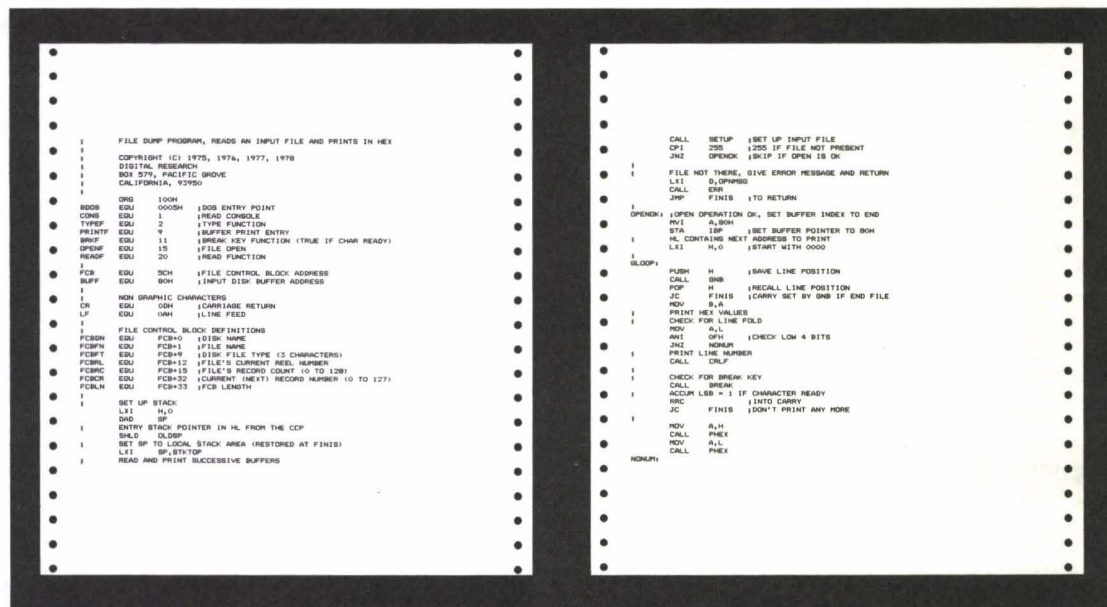 ;	FILE DUMP PROGRAM, READS AN INPUT FILE AND PRINTS IN HEX
;
;	COPYRIGHT (C) 1975, 1976, 1977, 1978
;	DIGITAL RESEARCH
;	BOX 579, PACIFIC GROVE
;	CALIFORNIA, 93950
;
	ORG	100H
BDOS	EQU	0005H	;DOS ENTRY POINT
CONS	EQU	1	;READ CONSOLE
TYPEF	EQU	2	;TYPE FUNCTION
PRINTF	EQU	9	;BUFFER PRINT ENTRY
BRKF	EQU	11	;BREAK KEY FUNCTION (TRUE IF CHAR READY)
OPENF	EQU	15	;FILE OPEN
READF	EQU	20	;READ FUNCTION
;
FCB	EQU	5CH	;FILE CONTROL BLOCK ADDRESS
BUFF	EQU	80H	;INPUT DISK BUFFER ADDRESS
;
;	NON GRAPHIC CHARACTERS
CR	EQU	0DH	;CARRIAGE RETURN
LF	EQU	0AH	;LINE FEED
;
;	FILE CONTROL BLOCK DEFINITIONS
FCBDN	EQU	FCB+0	;DISK NAME
FCBFN	EQU	FCB+1	;FILE NAME
FCBFT	EQU	FCB+9	;DISK FILE TYPE (3 CHARACTERS)
FCBRL	EQU	FCB+12	;FILE'S CURRENT REEL NUMBER
FCBRC	EQU	FCB+15	;FILE'S RECORD COUNT (0 TO 128)
FCBCR	EQU	FCB+32	;CURRENT (NEXT) RECORD NUMBER (0 TO 127)
FCBLN	EQU	FCB+33	;FCB LENGTH
;
;	SET UP STACK
	LXI	H,0
	DAD	SP
;	ENTRY STACK POINTER IN HL FROM THE CCP
	SHLD	OLDSP
;	SET SP TO LOCAL STACK AREA (RESTORED AT FINIS)
	LXI	SP,STKTOP
;	READ AND PRINT SUCCESSIVE BUFFERS
	CALL	SETUP	;SET UP INPUT FILE
	CPI	255	;255 IF FILE NOT PRESENT
	JNZ	OPENOK	;SKIP IF OPEN IS OK
;
;	FILE NOT THERE, GIVE ERROR MESSAGE AND RETURN
	LXI	D,OPNMSG
	CALL	ERR
	JMP	FINIS	;TO RETURN
;
OPENOK:	;OPEN OPERATION OK, SET BUFFER INDEX TO END
	MVI	A,80H
	STA	IBP	;SET BUFFER POINTER TO 80H
;	HL CONTAINS NEXT ADDRESS TO PRINT
	LXI	H,0	;START WITH 0000
;
GLOOP:
	PUSH	H	;SAVE LINE POSITION
	CALL	GNB
	POP	H	;RECALL LINE POSITION
	JC	FINIS	;CARRY SET BY GNB IF END FILE
	MOV	B,A
;	PRINT HEX VALUES
;	CHECK FOR LINE FOLD
	MOV	A,L
	ANI	0FH	;CHECK LOW 4 BITS
	JNZ	NONUM
;	PRINT LINE NUMBER
	CALL	CRLF
;
;	CHECK FOR BREAK KEY
	CALL	BREAK
;	ACCUM LSB = 1 IF CHARACTER READY
	RRC		;INTO CARRY
	JC	FINIS	;DON'T PRINT ANY MORE
;
	MOV	A,H
	CALL	PHEX
	MOV	A,L
	CALL	PHEX
NONUM: